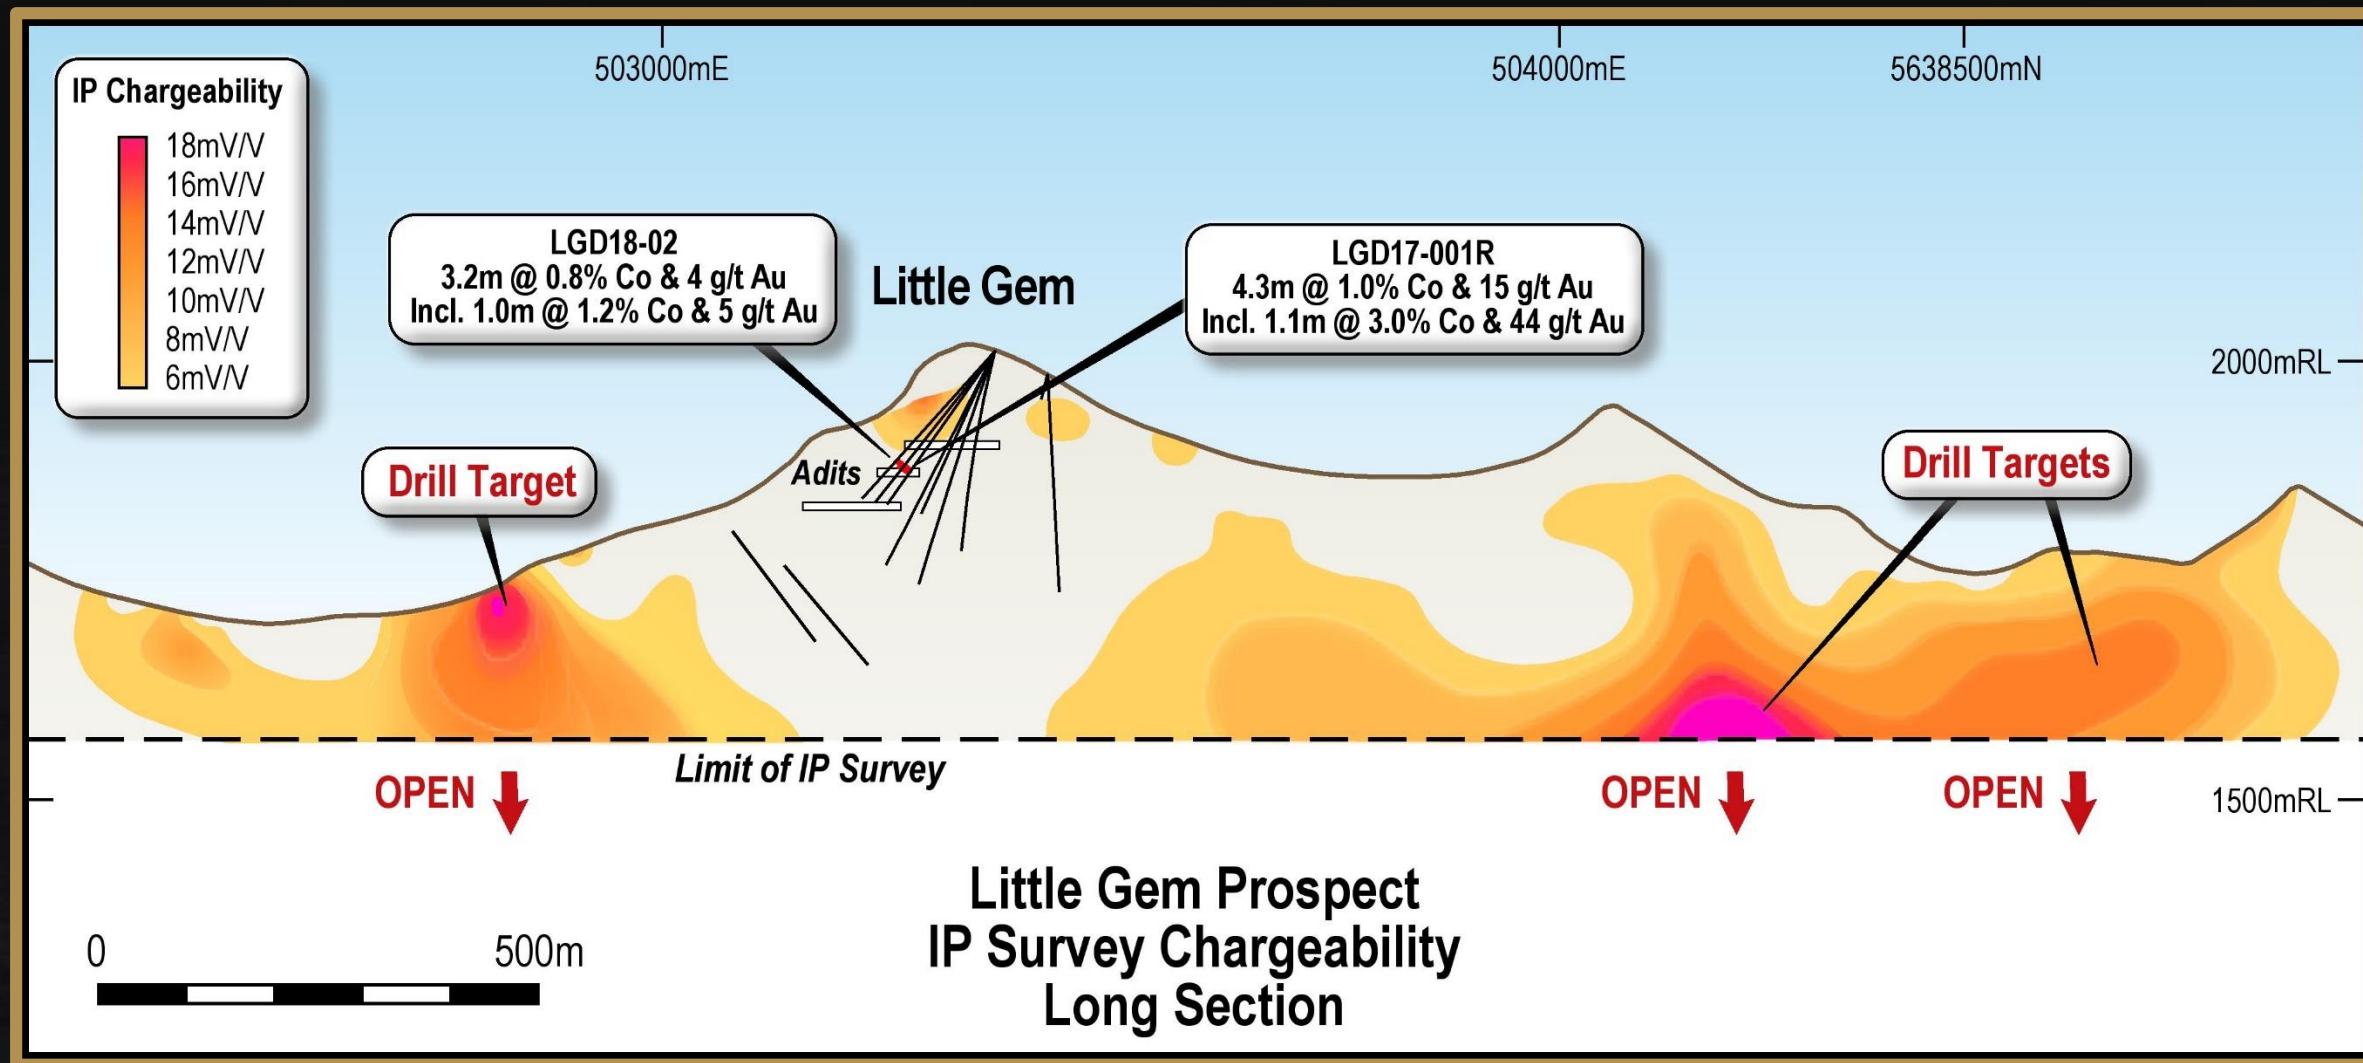 503000mE
504000mE
5638500mN
IP Chargeability
18mV/V
16mV/V
14mV/V
12mV/V
10mV/V
8mV/V
6mV/V
LGD18-02
3.2m @ 0.8% Co & 4 g/t Au
Incl. 1.0m @ 1.2% Co & 5 g/t Au
Little Gem
LGD17-001R
4.3m @ 1.0% Co & 15 g/t Au
Incl. 1.1m @ 3.0% Co & 44 g/t Au
2000mRL
Drill Target
Adits
Drill Targets
Limit of IP Survey
OPEN
OPEN
OPEN
1500mRL
Little Gem Prospect
IP Survey Chargeability
Long Section
0
500m